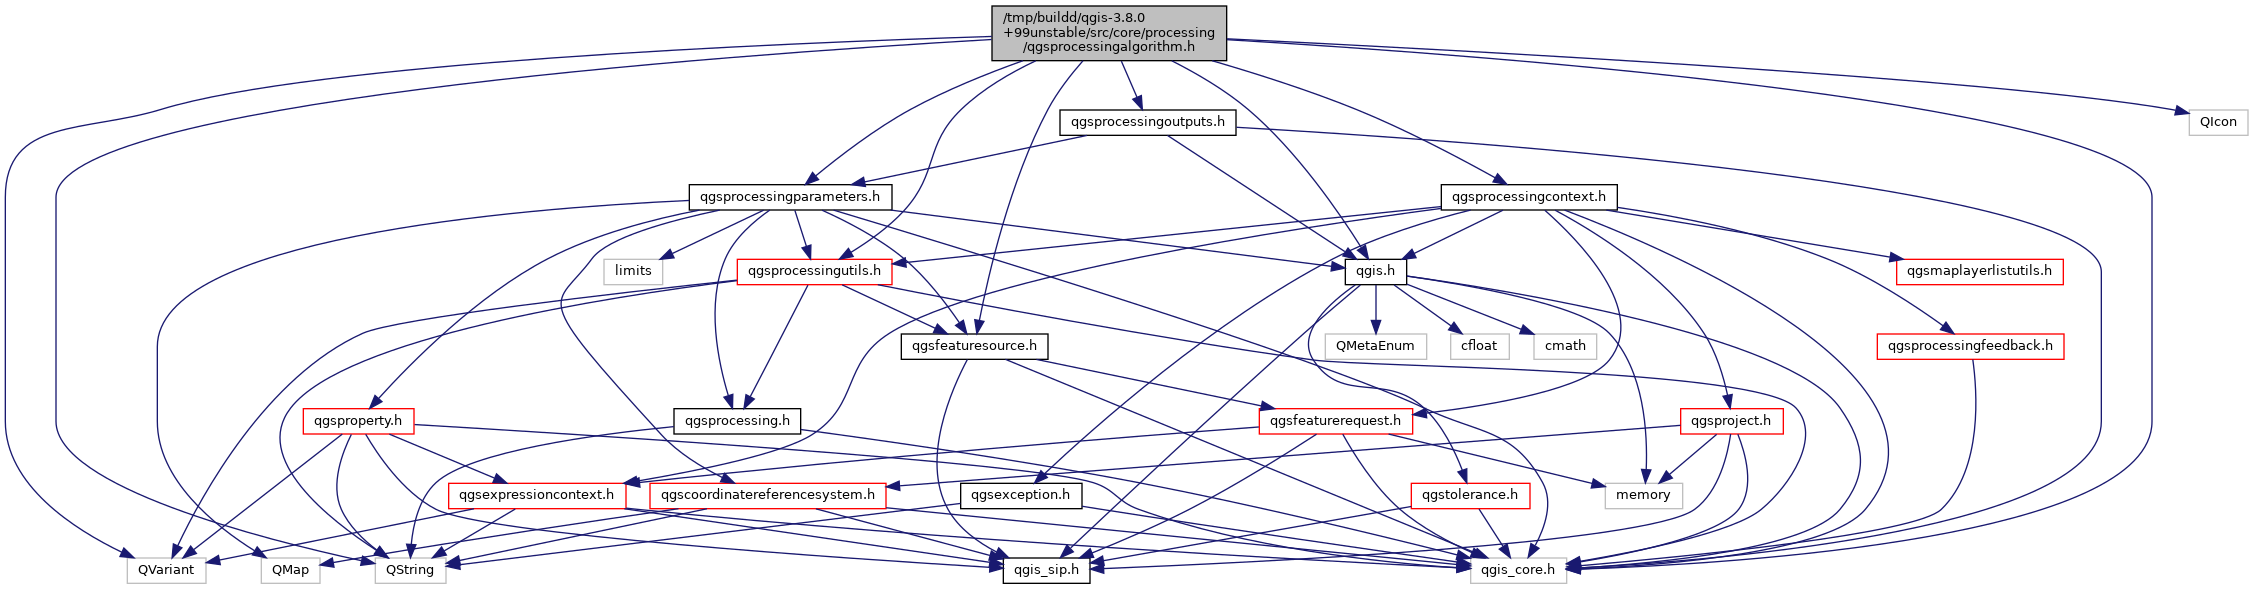 /tmp/buildd/qgis-3.8.0
+99unstable/src/core/processing
/qgsprocessingalgorithm.h
qgsprocessingoutputs.h
QIcon
qgsprocessingparameters.h
qgsprocessingcontext.h
limits
qgsprocessingutils.h
qgis.h
qgsmaplayerlistutils.h
qgsfeaturesource.h
QMetaEnum
cfloat
cmath
qgsprocessingfeedback.h
qgsproperty.h
qgsprocessing.h
qgsfeaturerequest.h
qgsproject.h
qgsexpressioncontext.h
qgscoordinatereferencesystem.h
qgsexception.h
qgstolerance.h
memory
QVariant
QMap
QString
qgis_sip.h
qgis_core.h